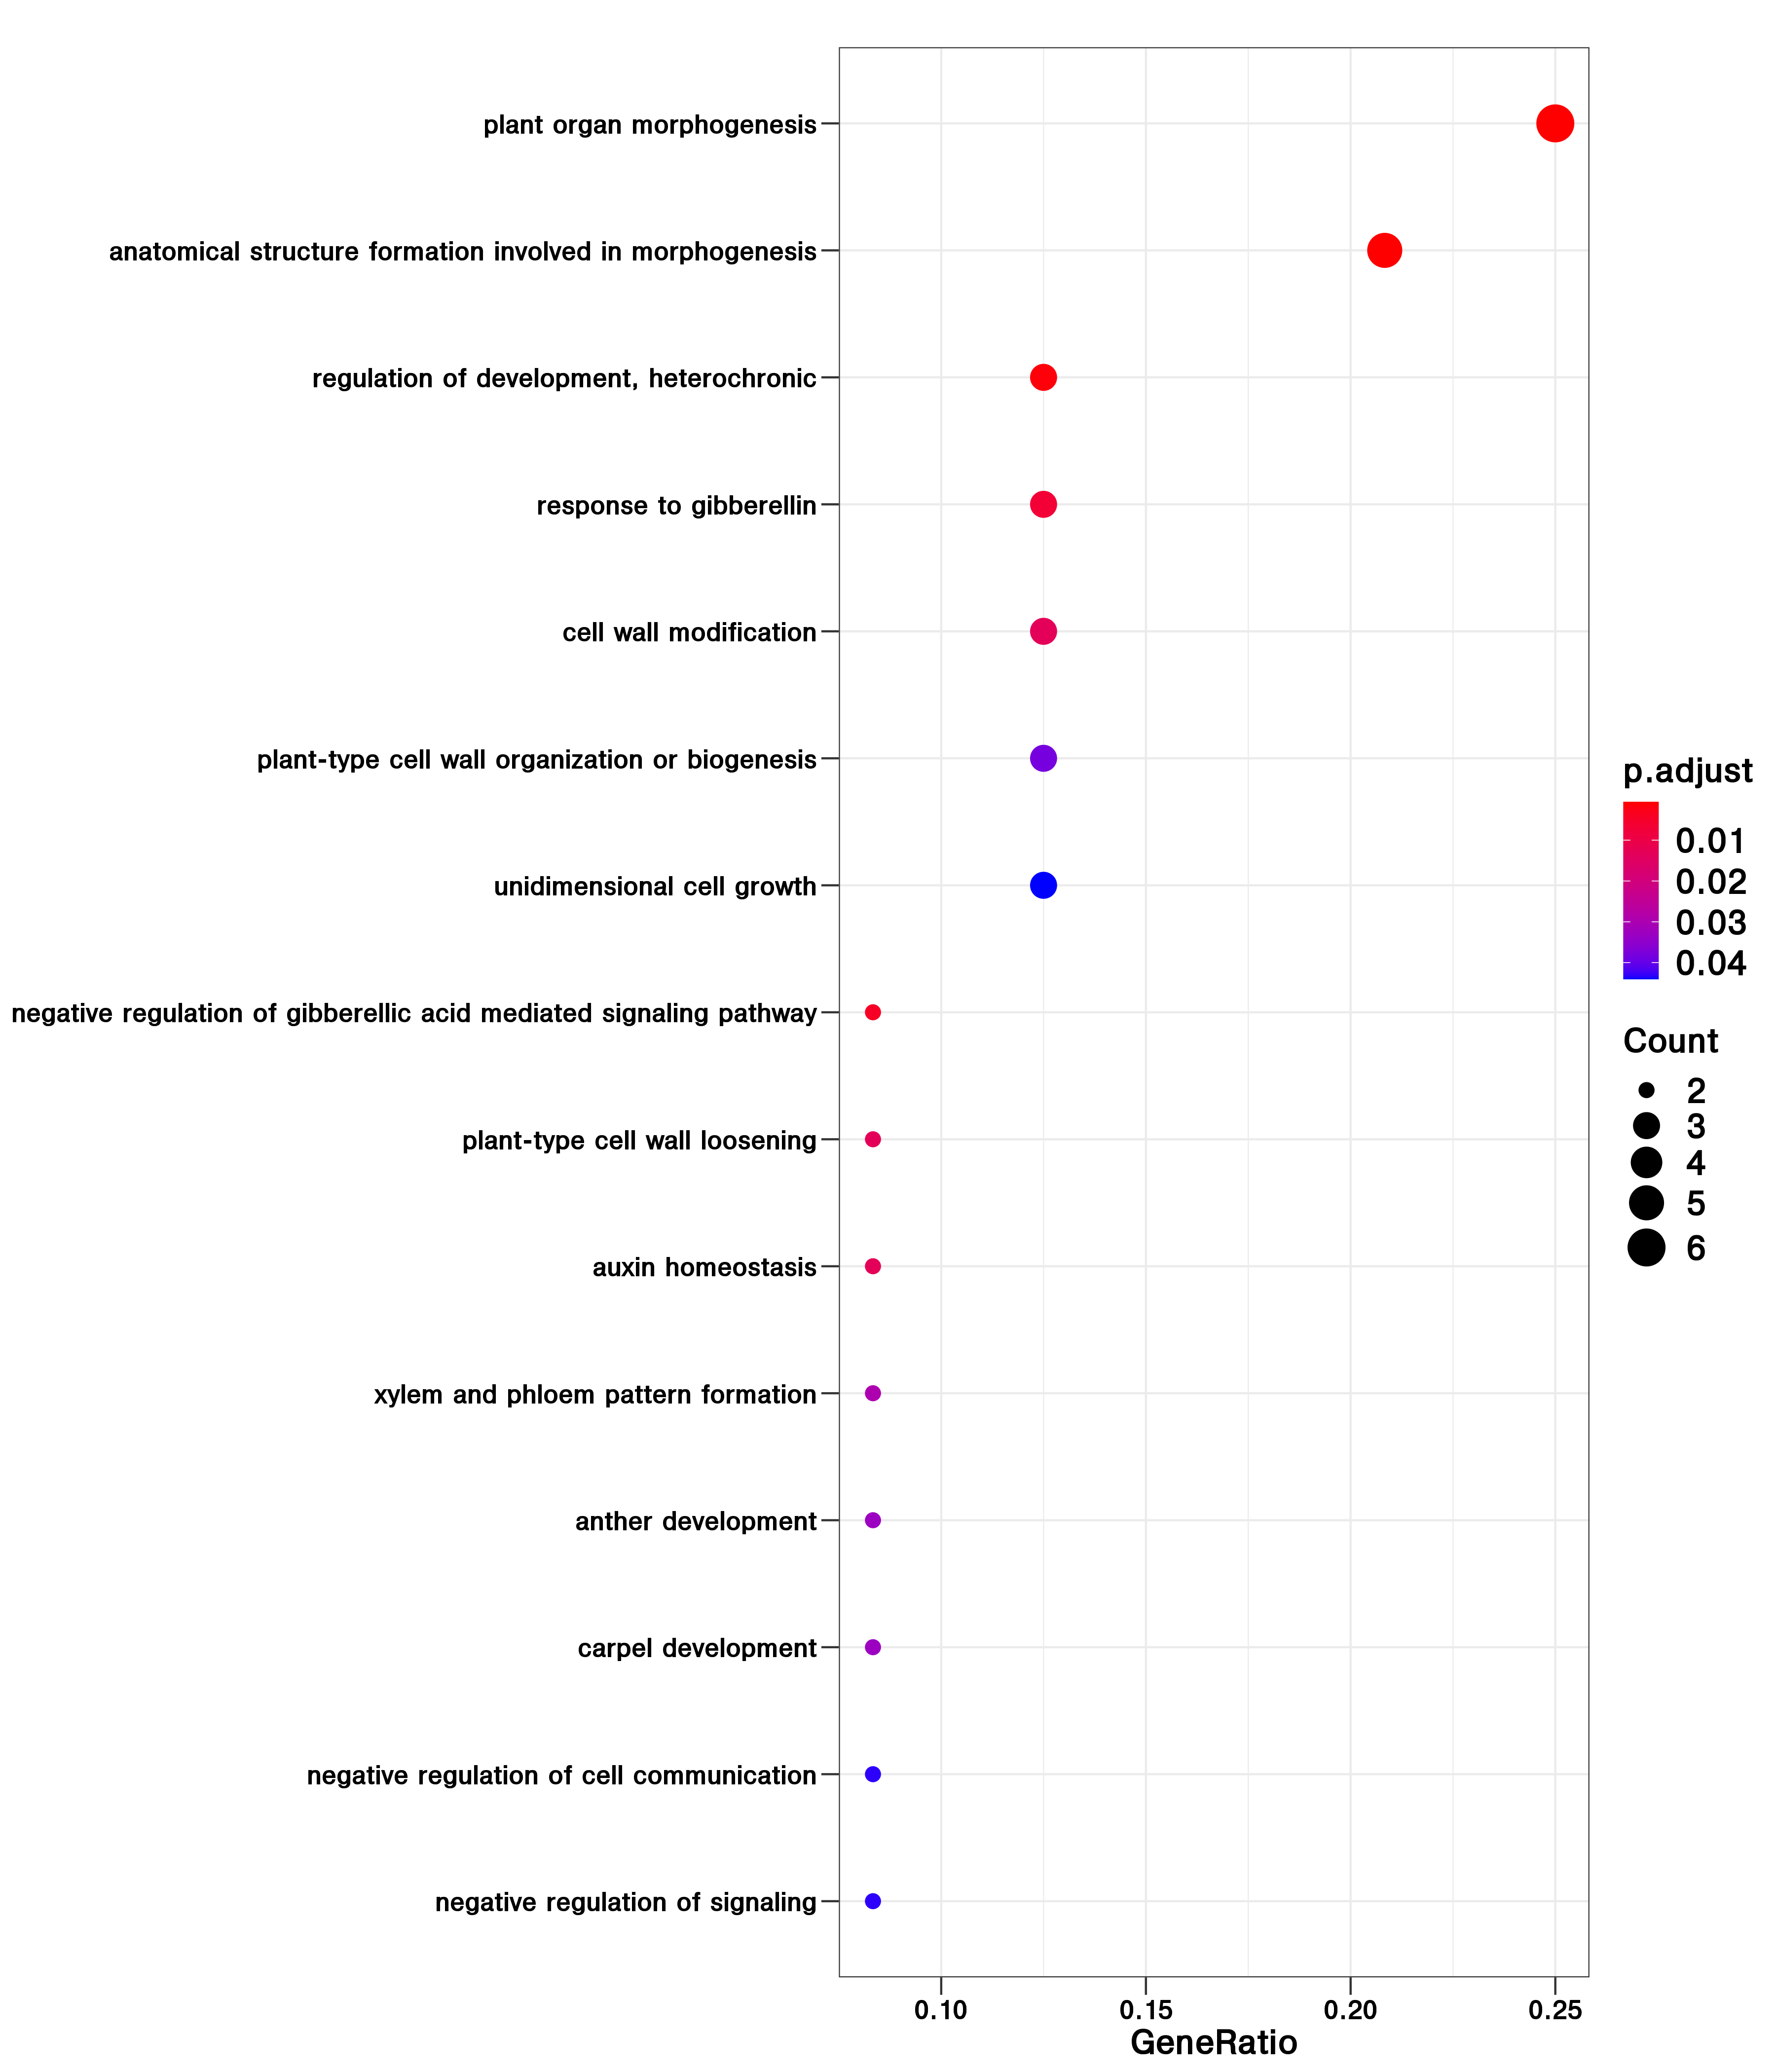 plant organ morphogenesis
anatomical structure formation involved in morphogenesis
regulation of development, heterochronic
response to gibberellin
cell wall modification
plant-type cell wall organization or biogenesis
unidimensional cell growth
negative regulation of gibberellic acid mediated signaling pathway
plant-type cell wall loosening
auxin homeostasis
xylem and phloem pattern formation
anther development
carpel development
negative regulation of cell communication
negative regulation of signaling
0.10 0.15 0.20 0.25
GeneRatio
p.adjust
0.01
0.02
0.03
0.04
Count
2
3
4
5
6